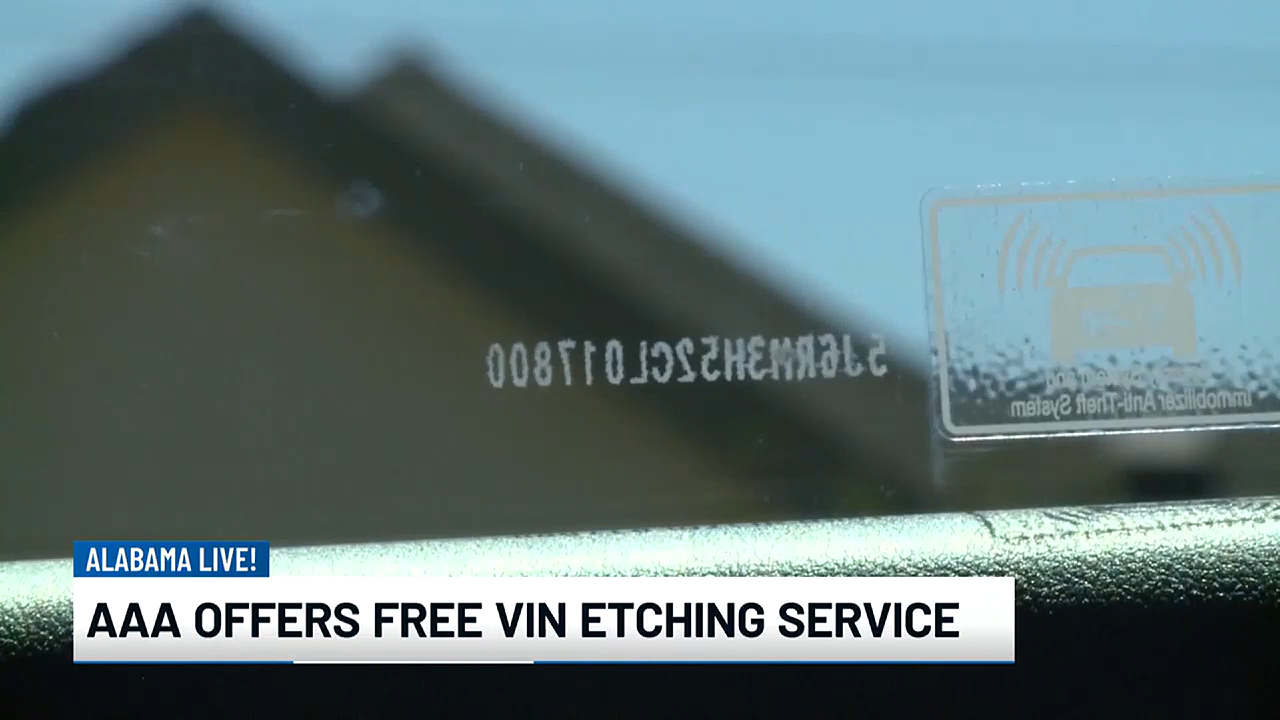 5J6RM3H52CL017800
Immobilizer Anti-Theft System
ALABAMA LIVE!
AAA OFFERS FREE VIN ETCHING SERVICE